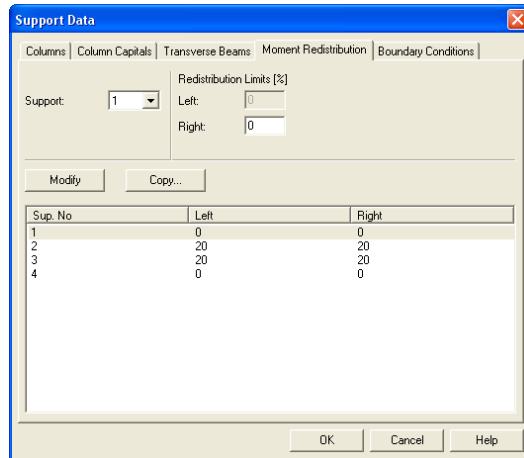 Support Data
Columns Column Capitals Transverse Beams Moment Redistribution Boundary Conditions
Redistribution Limits [%]
Support: 1 Left: 0
Right: 0
Modify Copy...
Sup. No Left Right
1 0 0
2 20 20
3 20 20
4 0 0
OK Cancel Help